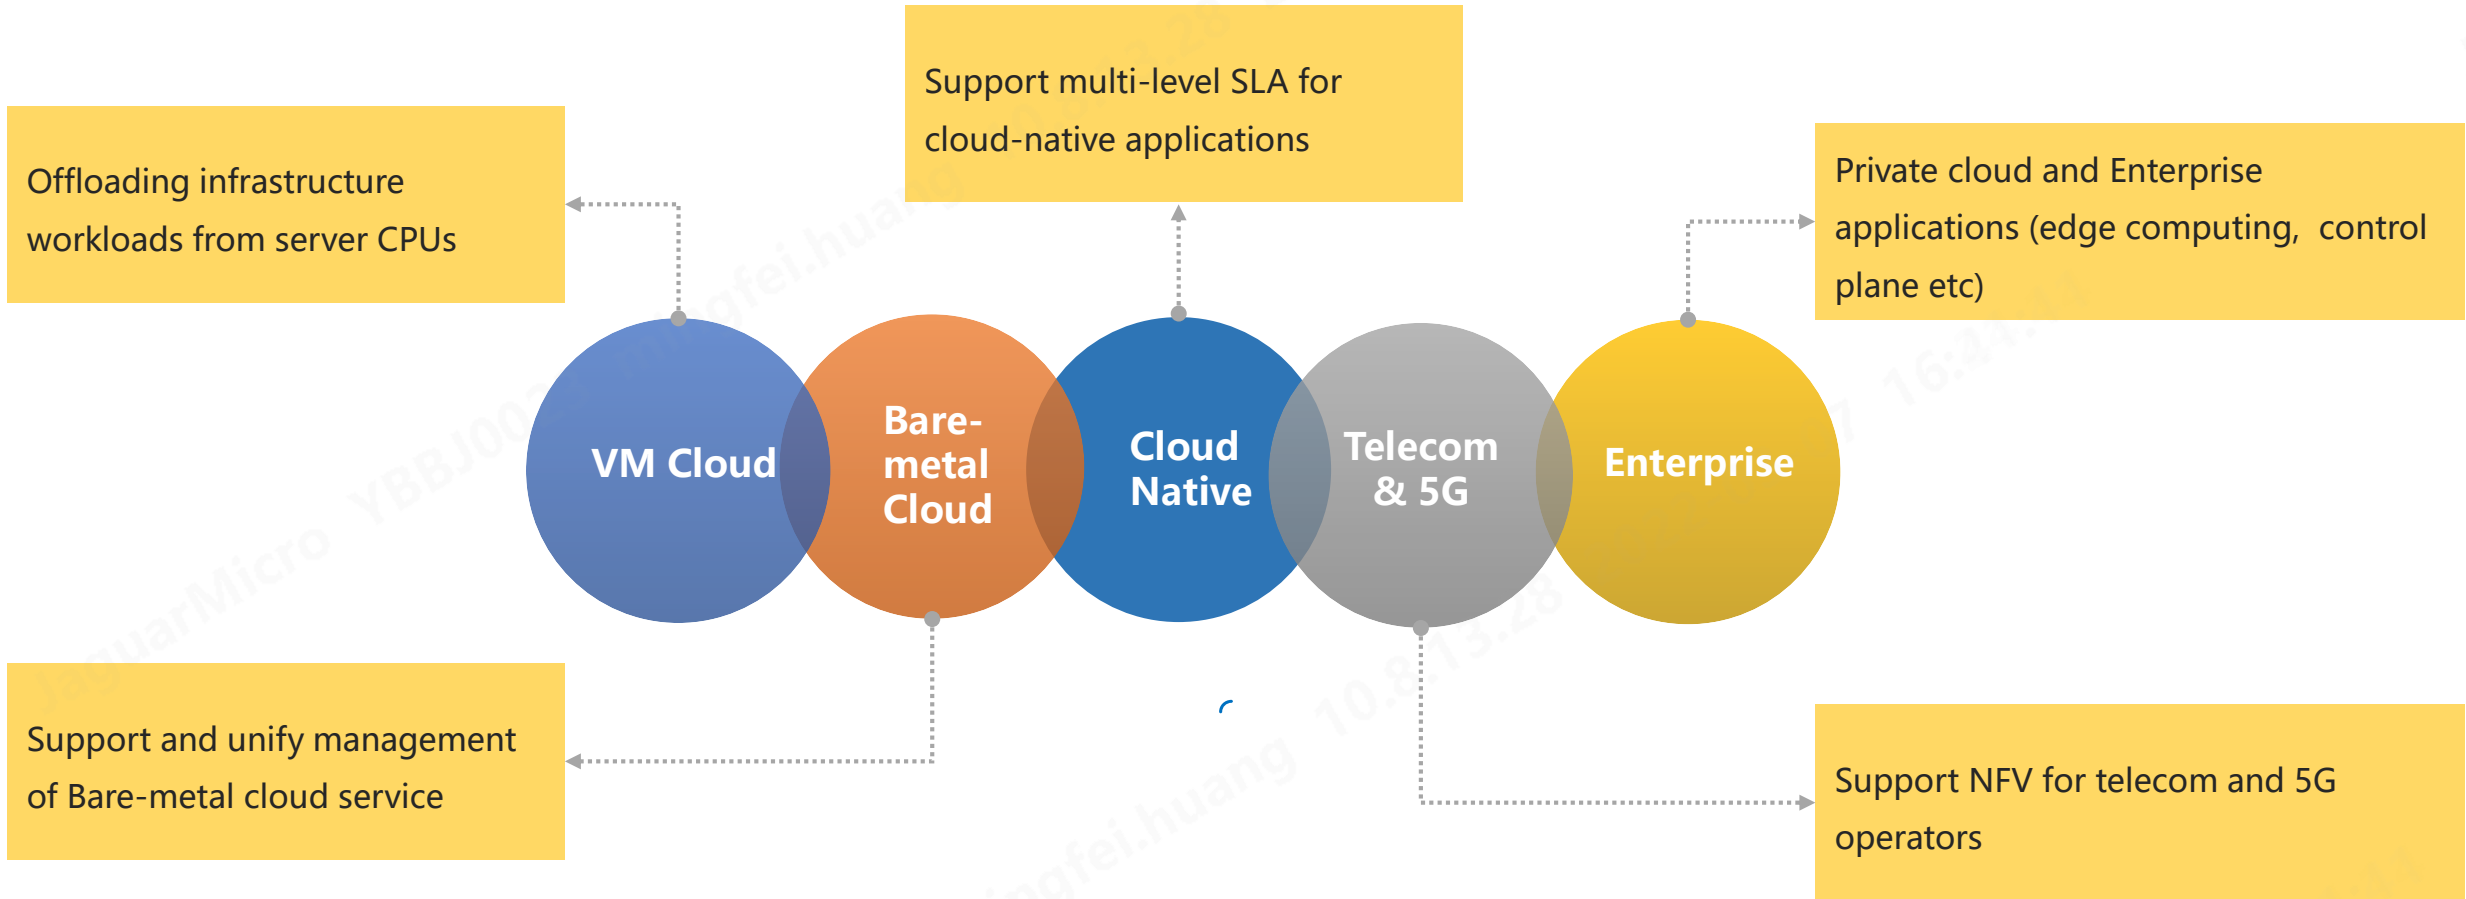 Support multi-level SLA for
cloud-native applications
Offloading infrastructure
workloads from server CPUs
Private cloud and Enterprise
applications (edge computing, control
plane etc)
VM Cloud
Bare-
metal
Cloud
Cloud
Native
Telecom
& 5G
Enterprise
Support and unify management
of Bare-metal cloud service
Support NFV for telecom and 5G
operators